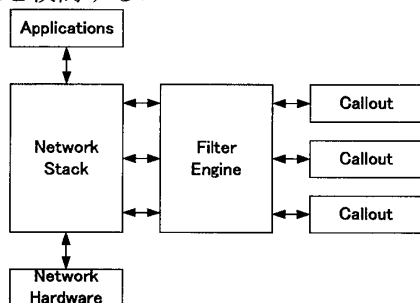 Applications
Network
Stack
Filter
Engine
Callout
Callout
Callout
Network
Hardware